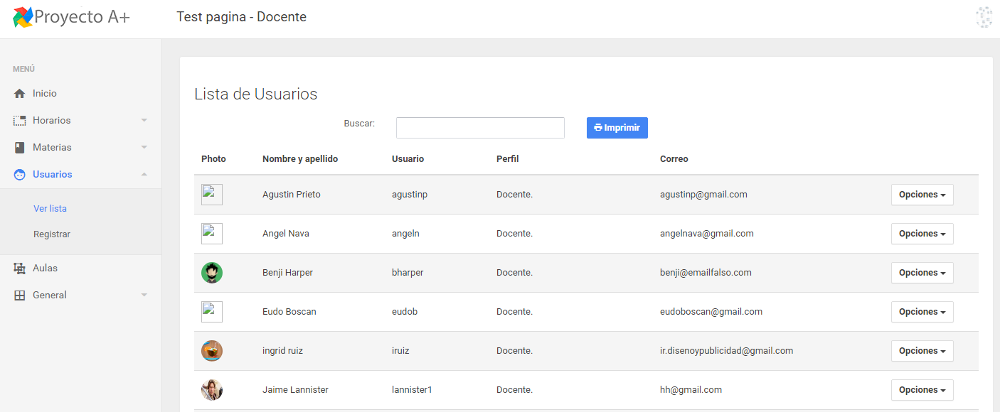 Proyecto A+
Test pagina - Docente
MENÚ
Inicio
Horarios
Materias
Usuarios
Ver lista
Registrar
Aulas
General
Lista de Usuarios
Buscar: Imprimir
Photo Nombre y apellido Usuario Perfil Correo
Agustin Prieto agustinp Docente. agustinp@gmail.com Opciones
Angel Nava angeln Docente. angelnava@gmail.com Opciones
Benji Harper bharper Docente. benji@emailfalso.com Opciones
Eudo Boscan eudob Docente. eudoboscan@gmail.com Opciones
ingrid ruiz iruiz Docente. ir.disenoypublicidad@gmail.com Opciones
Jaime Lannister lannister1 Docente. hh@gmail.com Opciones